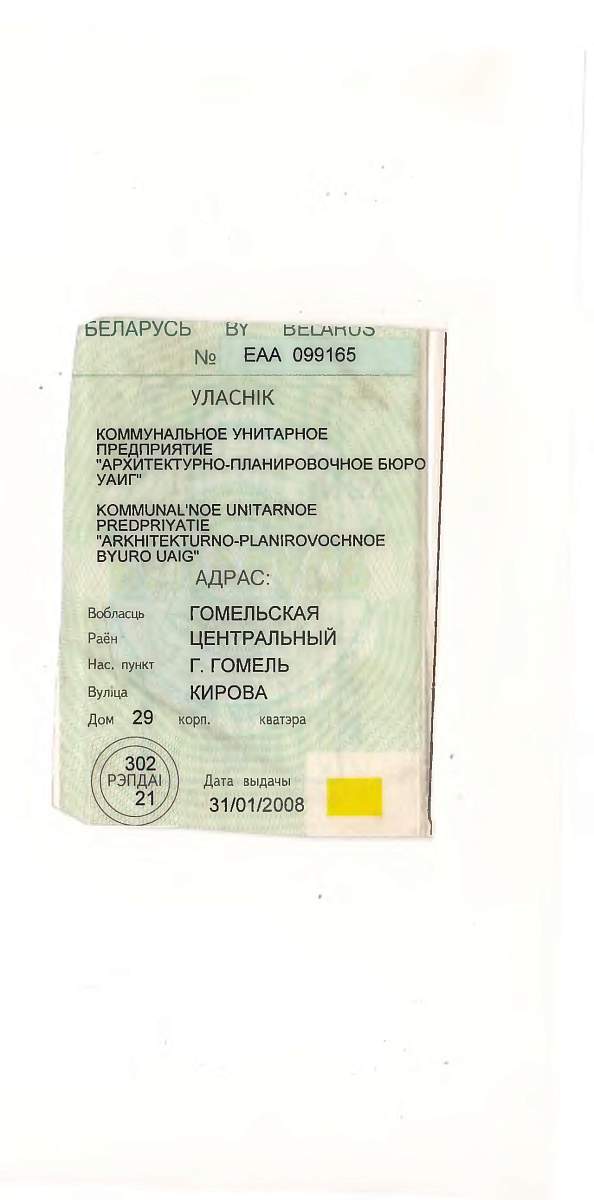 БЕЛАРУСЬ BY BELARUS
№ ЕАА 099165
УЛАСНІК
КОММУНАЛЬНОЕ УНИТАРНОЕ
ПРЕДПРИЯТИЕ
"АРХИТЕКТУРНО-ПЛАНИРОВОЧНОЕ БЮРО
УАИГ"
KOMMUNAL'NOE UNITARNOE
PREDPRIYATIE
"ARKHITEKTURNO-PLANIROVOCHNOE
BYURO UAIG"
АДРАС:
Вобласць ГОМЕЛЬСКАЯ
Раён ЦЕНТРАЛЬНЫЙ
Нас. пункт Г. ГОМЕЛЬ
Вуліца КИРОВА
Дом 29 корп. кватэра
302
РЭПДАІ
21
Дата выдачы
31/01/2008